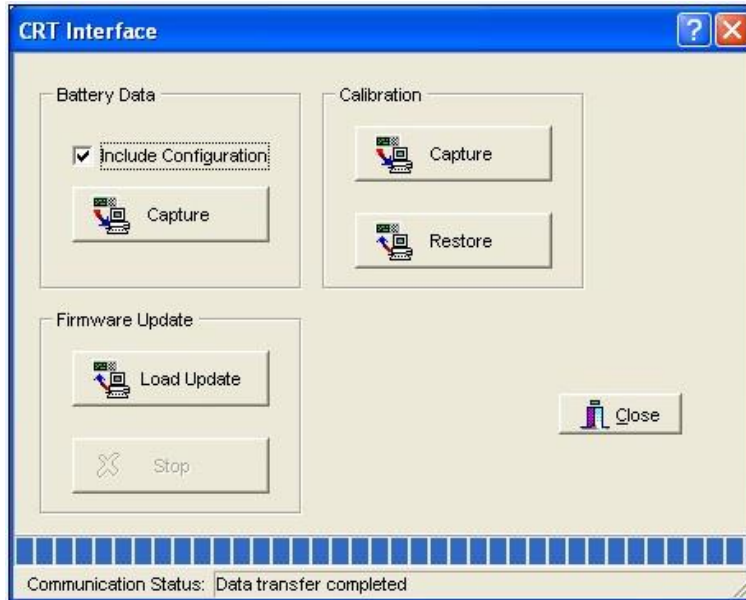 CRT Interface
?
Battery Data
Include Configuration
Capture
Calibration
Capture
Restore
Firmware Update
Load Update
Stop
Close
Communication Status: Data transfer completed